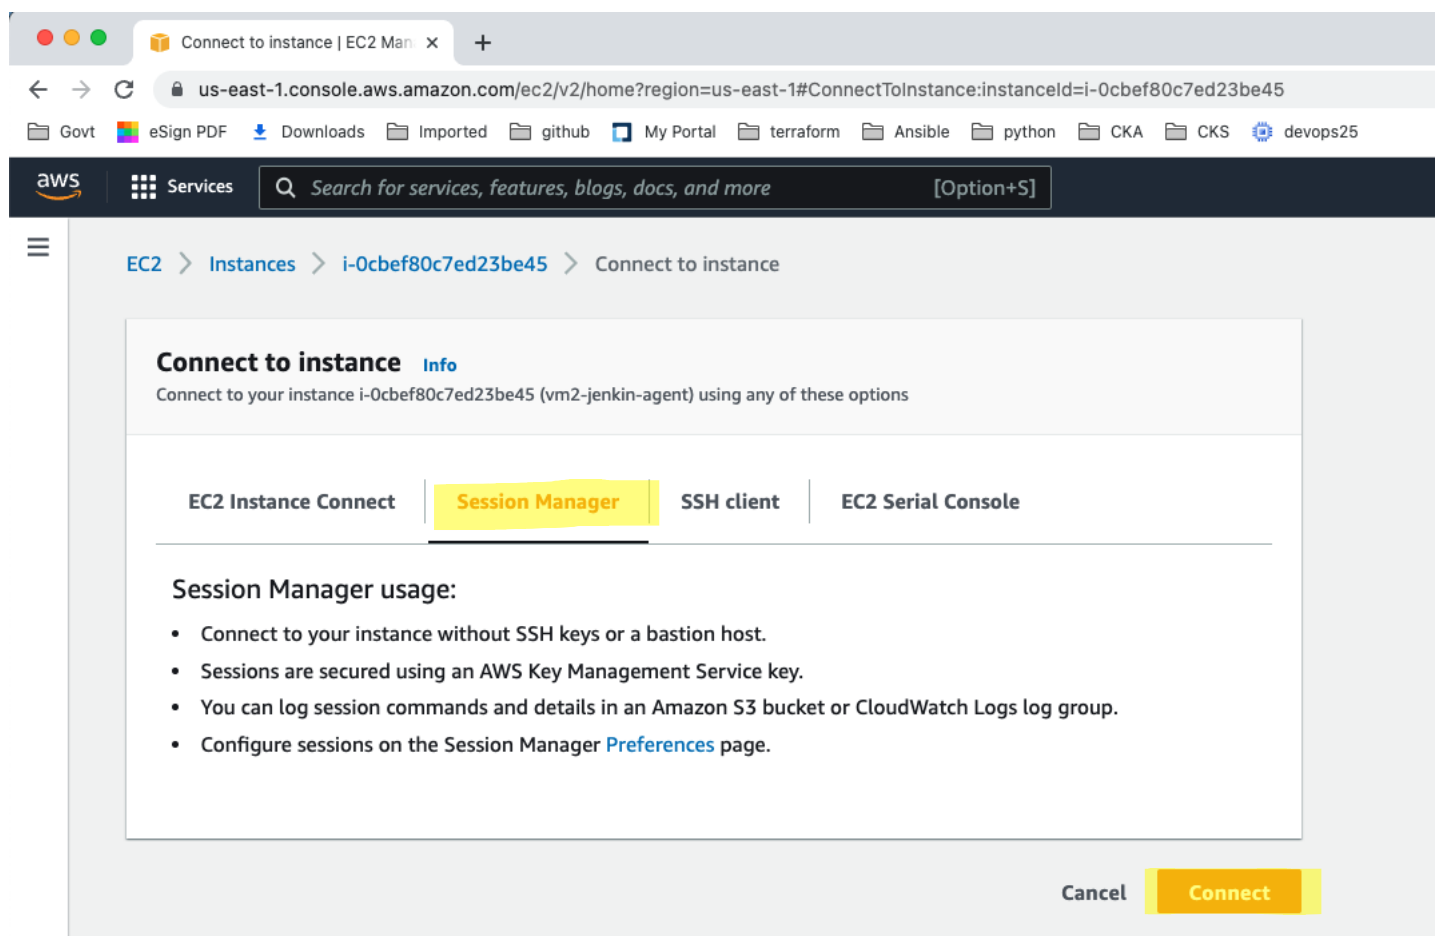 Connect to instance | EC2 Man
us-east-1.console.aws.amazon.com/ec2/v2/home?region=us-east-1#ConnectToInstance:instanceId=i-0cbef80c7ed23be45
Govt eSign PDF Downloads Imported github My Portal terraform Ansible python CKA CKS devops25
aws Services Search for services, features, blogs, docs, and more [Option+S]
EC2 Instances i-0cbef80c7ed23be45 Connect to instance
Connect to instance Info
Connect to your instance i-0cbef80c7ed23be45 (vm2-jenkin-agent) using any of these options
EC2 Instance Connect Session Manager SSH client EC2 Serial Console
Session Manager usage:
• Connect to your instance without SSH keys or a bastion host.
• Sessions are secured using an AWS Key Management Service key.
• You can log session commands and details in an Amazon S3 bucket or CloudWatch Logs log group.
• Configure sessions on the Session Manager Preferences page.
Cancel Connect